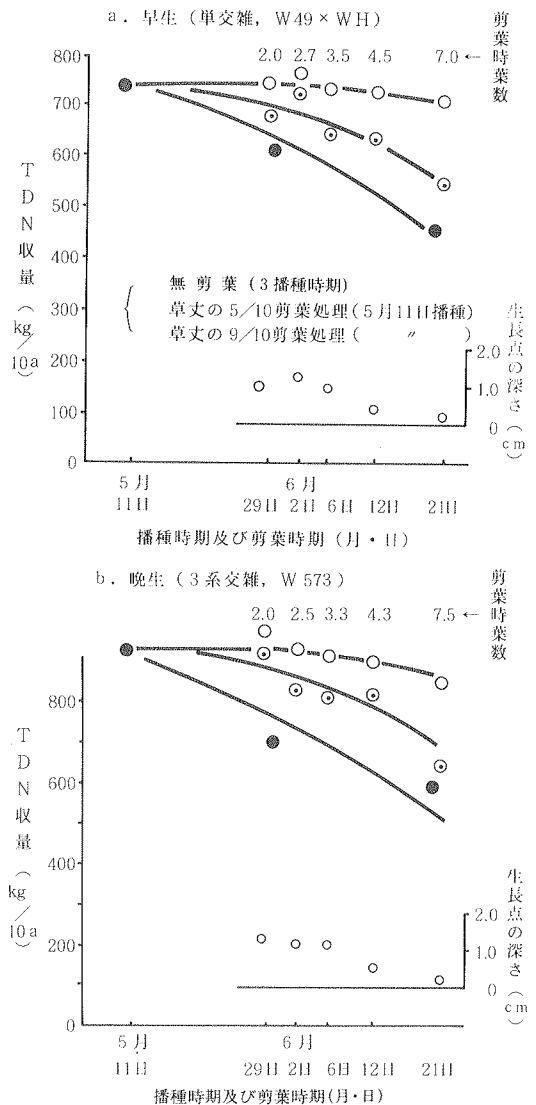 a. 早生（単交雑，W49×WH）
剪葉時葉数
2.0 2.7 3.5 4.5 7.0 ←
800
700
600
500
400
300
200
100
0
TDN収量（kg／10a）
無剪葉（3播種時期）
草丈の5／10剪葉処理（5月11日播種）
草丈の9／10剪葉処理（ 〃 ）
2.0
1.0
0
生長点の深さ（cm）
5月 6月
11日 29日 2日 6日 12日 21日
播種時期及び剪葉時期（月・日）
b. 晩生（3系交雑，W573）
剪葉時葉数
2.0 2.5 3.3 4.3 7.5 ←
800
600
400
200
0
TDN収量（kg／10a）
2.0
1.0
0
生長点の深さ（cm）
5月 6月
11日 29日 2日 6日 12日 21日
播種時期及び剪葉時期（月・日）